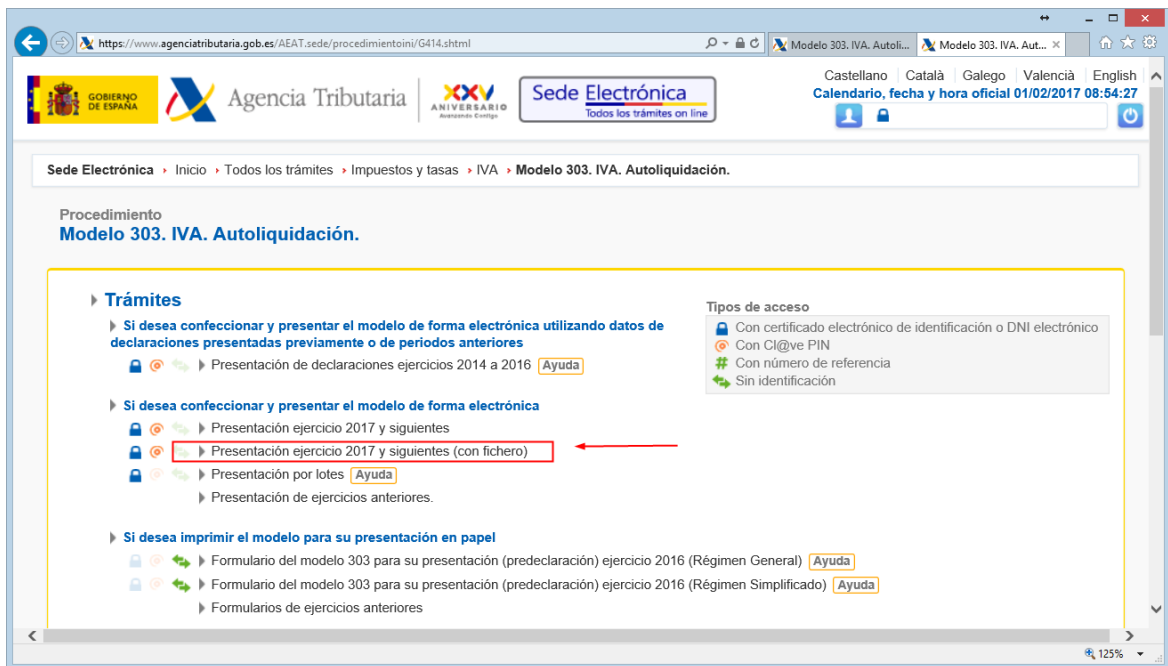 https://www.agenciatributaria.gob.es/AEAT.sede/procedimientoini/G414.shtml
Modelo 303. IVA. Autoli...
Modelo 303. IVA. Aut...
GOBIERNO
DE ESPAÑA
Agencia Tributaria
XXV
ANIVERSARIO
Avanzando Contigo
Sede Electrónica
Todos los trámites on line
Castellano Català Galego Valencià English
Calendario, fecha y hora oficial 01/02/2017 08:54:27
Sede Electrónica Inicio Todos los trámites Impuestos y tasas IVA Modelo 303. IVA. Autoliquidación.
Procedimiento
Modelo 303. IVA. Autoliquidación.
Trámites
Si desea confeccionar y presentar el modelo de forma electrónica utilizando datos de
declaraciones presentadas previamente o de periodos anteriores
Presentación de declaraciones ejercicios 2014 a 2016 Ayuda
Si desea confeccionar y presentar el modelo de forma electrónica
Presentación ejercicio 2017 y siguientes
Presentación ejercicio 2017 y siguientes (con fichero)
Presentación por lotes Ayuda
Presentación de ejercicios anteriores.
Si desea imprimir el modelo para su presentación en papel
Formulario del modelo 303 para su presentación (predeclaración) ejercicio 2016 (Régimen General) Ayuda
Formulario del modelo 303 para su presentación (predeclaración) ejercicio 2016 (Régimen Simplificado) Ayuda
Formularios de ejercicios anteriores
Tipos de acceso
Con certificado electrónico de identificación o DNI electrónico
Con Cl@ve PIN
Con número de referencia
Sin identificación
125%